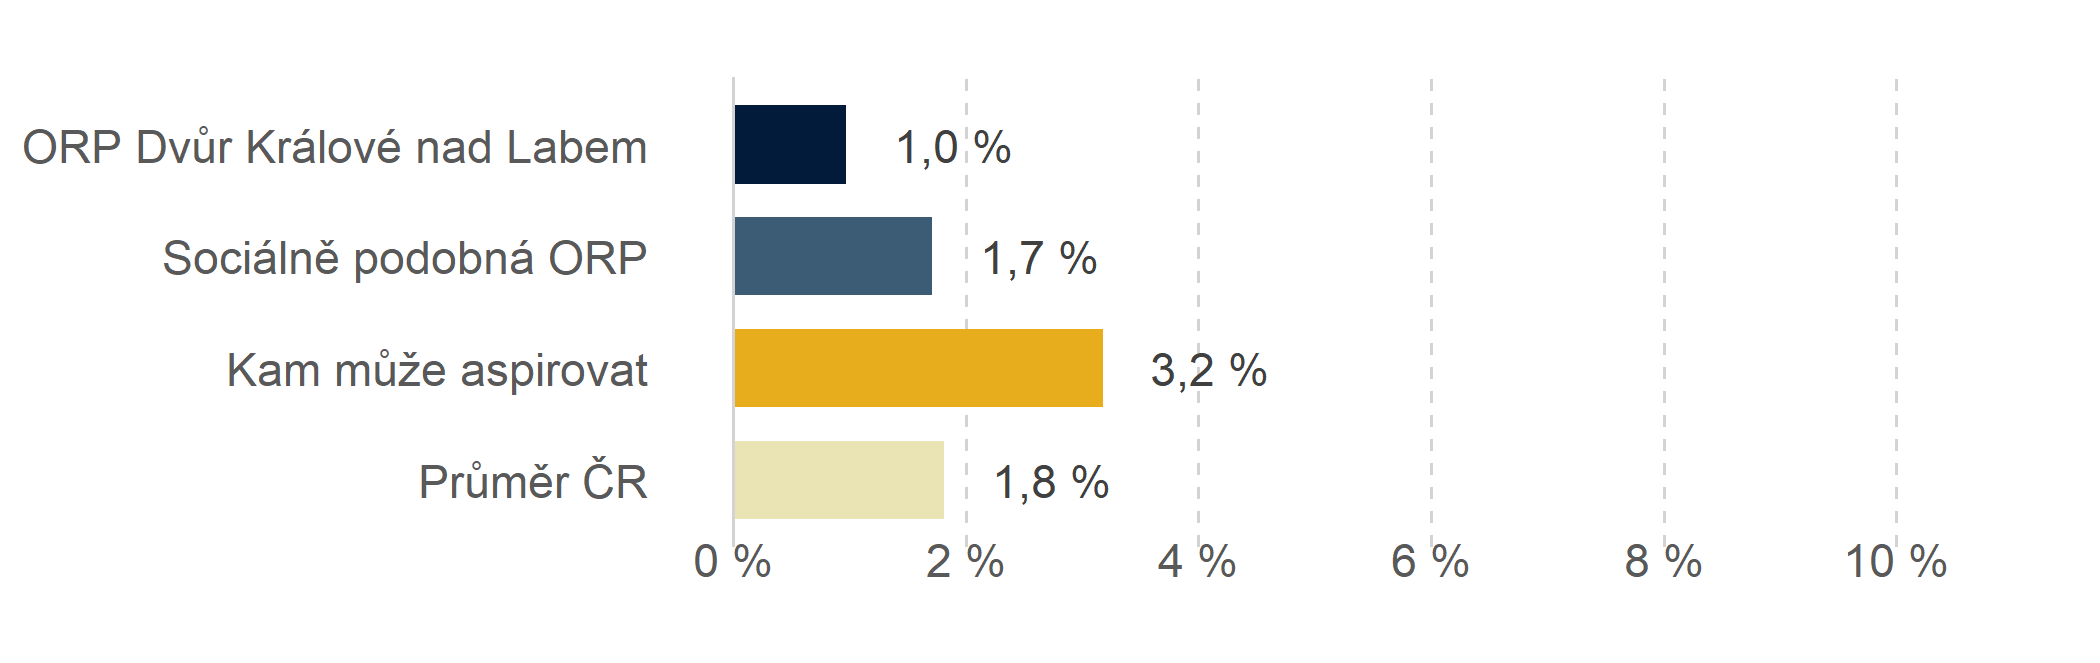 ORP Dvůr Králové nad Labem
1,0 %
Sociálně podobná ORP
1,7 %
Kam může aspirovat
3,2 %
Průměr ČR
1,8 %
0 %
2 %
4 %
6 %
8 %
10 %